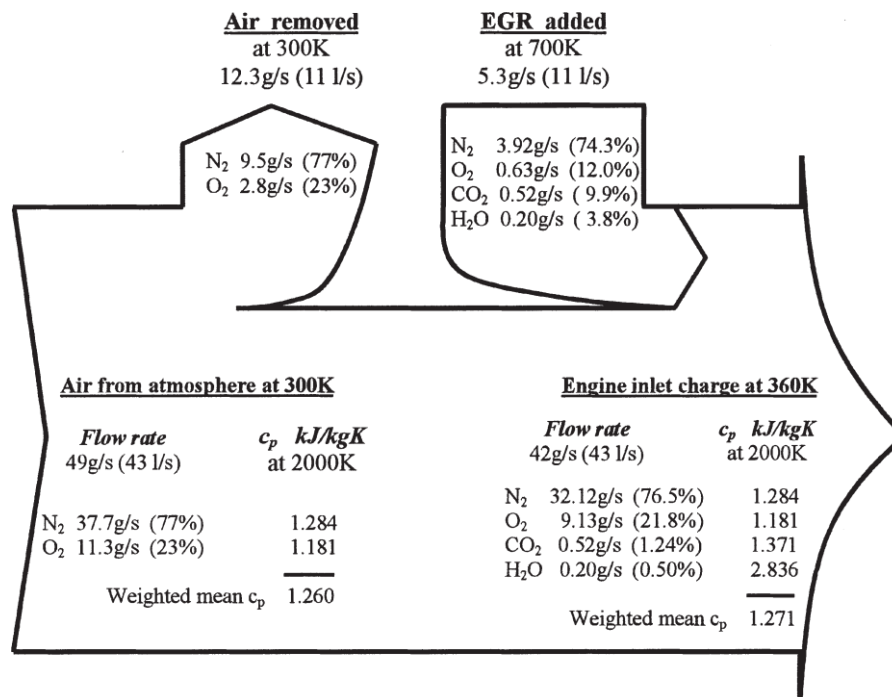 Air removed
at 300K
12.3g/s (11 l/s)
EGR added
at 700K
5.3g/s (11 l/s)
N₂ 9.5g/s (77%)
O₂ 2.8g/s (23%)
N₂ 3.92g/s (74.3%)
O₂ 0.63g/s (12.0%)
CO₂ 0.52g/s ( 9.9%)
H₂O 0.20g/s ( 3.8%)
Air from atmosphere at 300K
Flow rate cₚ kJ/kgK
49g/s (43 l/s) at 2000K
N₂ 37.7g/s (77%) 1.284
O₂ 11.3g/s (23%) 1.181
Weighted mean cₚ 1.260
Engine inlet charge at 360K
Flow rate cₚ kJ/kgK
42g/s (43 l/s) at 2000K
N₂ 32.12g/s (76.5%) 1.284
O₂ 9.13g/s (21.8%) 1.181
CO₂ 0.52g/s (1.24%) 1.371
H₂O 0.20g/s (0.50%) 2.836
Weighted mean cₚ 1.271